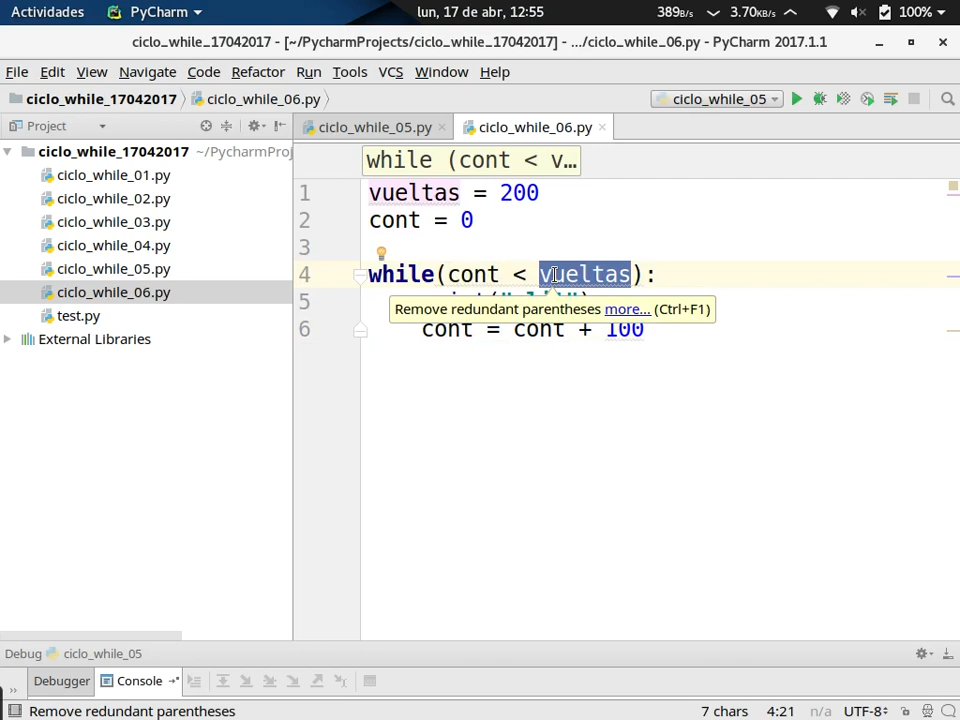 Actividades PyCharm lun, 17 de abr, 12:55 389B/s 3.70KB/s 100%
ciclo_while_17042017 - [~/PycharmProjects/ciclo_while_17042017] - .../ciclo_while_06.py - PyCharm 2017.1.1
File Edit View Navigate Code Refactor Run Tools VCS Window Help
ciclo_while_17042017 ciclo_while_06.py ciclo_while_05
Project ciclo_while_05.py ciclo_while_06.py
ciclo_while_17042017 ~/PycharmProj
ciclo_while_01.py
ciclo_while_02.py
ciclo_while_03.py
ciclo_while_04.py
ciclo_while_05.py
ciclo_while_06.py
test.py
External Libraries
while (cont < v...
1 vueltas = 200
2 cont = 0
3
4 while(cont < vueltas):
5
Remove redundant parentheses more... (Ctrl+F1)
6 cont = cont + 100
Debug ciclo_while_05
Debugger Console
Remove redundant parentheses 7 chars 4:21 n/a UTF-8